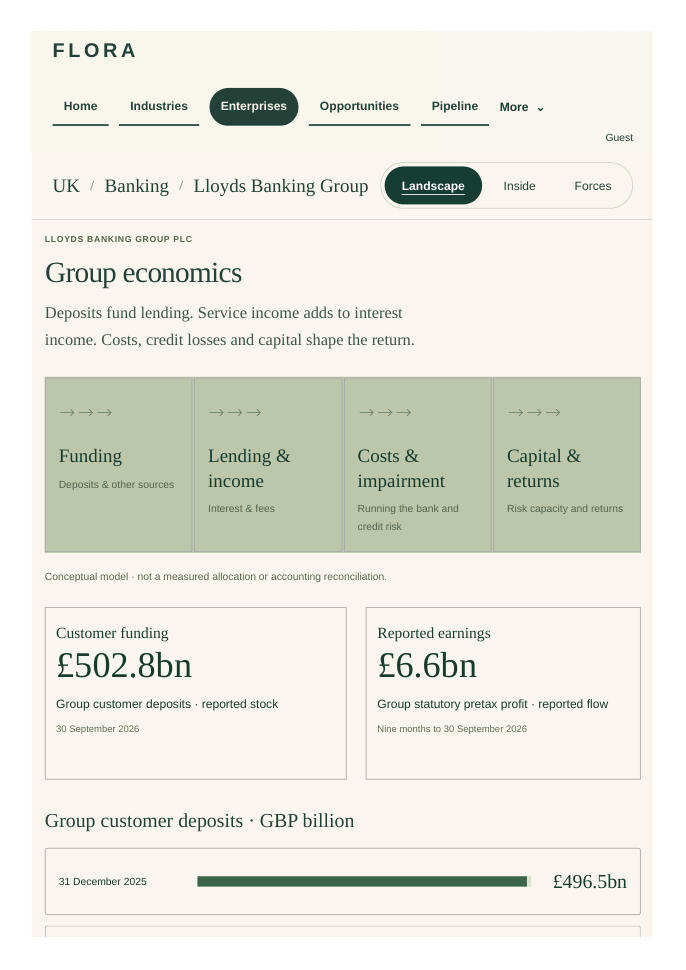 FLORA
Home
Industries
Enterprises
Opportunities
Pipeline
More
Guest
UK / Banking / Lloyds Banking Group
Landscape
Inside
Forces
LLOYDS BANKING GROUP PLC
Group economics
Deposits fund lending. Service income adds to interest
income. Costs, credit losses and capital shape the return.
→→→
Funding
Deposits & other sources
→→→
Lending &
income
Interest & fees
→→→
Costs &
impairment
Running the bank and
credit risk
→→→
Capital &
returns
Risk capacity and returns
Conceptual model · not a measured allocation or accounting reconciliation.
Customer funding
£502.8bn
Group customer deposits · reported stock
30 September 2026
Reported earnings
£6.6bn
Group statutory pretax profit · reported flow
Nine months to 30 September 2026
Group customer deposits · GBP billion
31 December 2025
£496.5bn